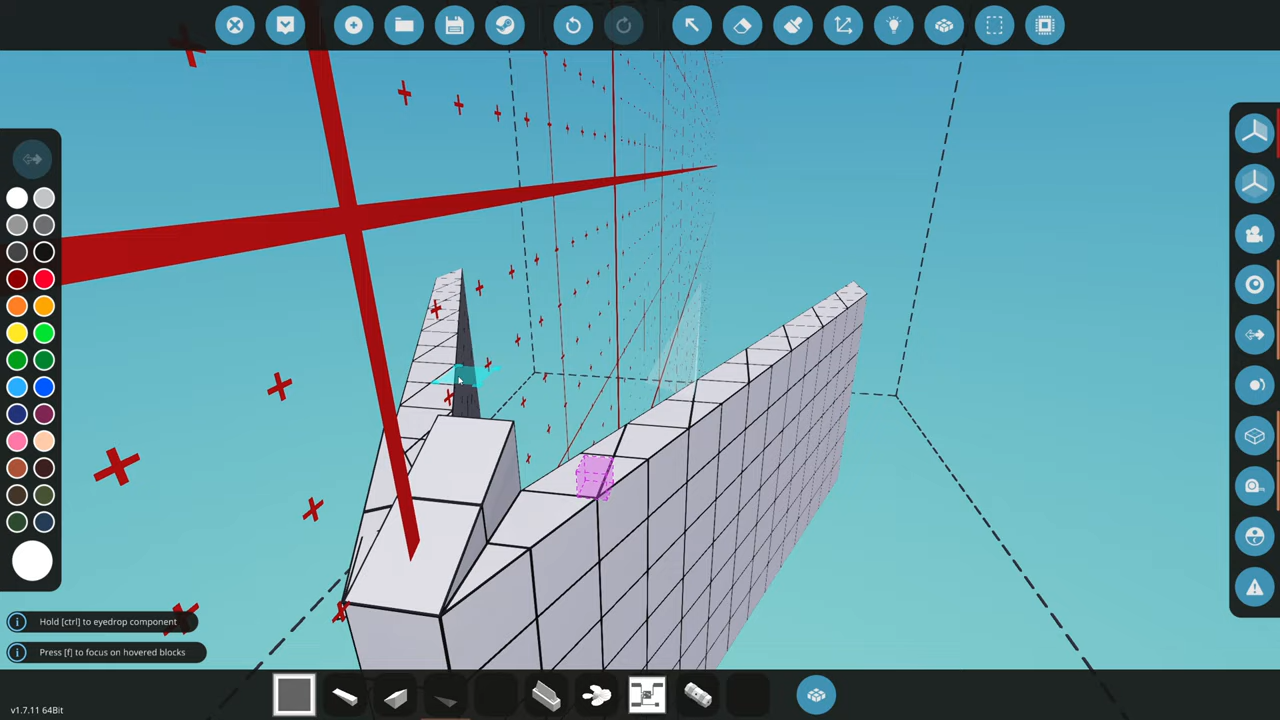 Hold [ctrl] to eyedrop component
Press [f] to focus on hovered blocks
v1.7.11 64Bit